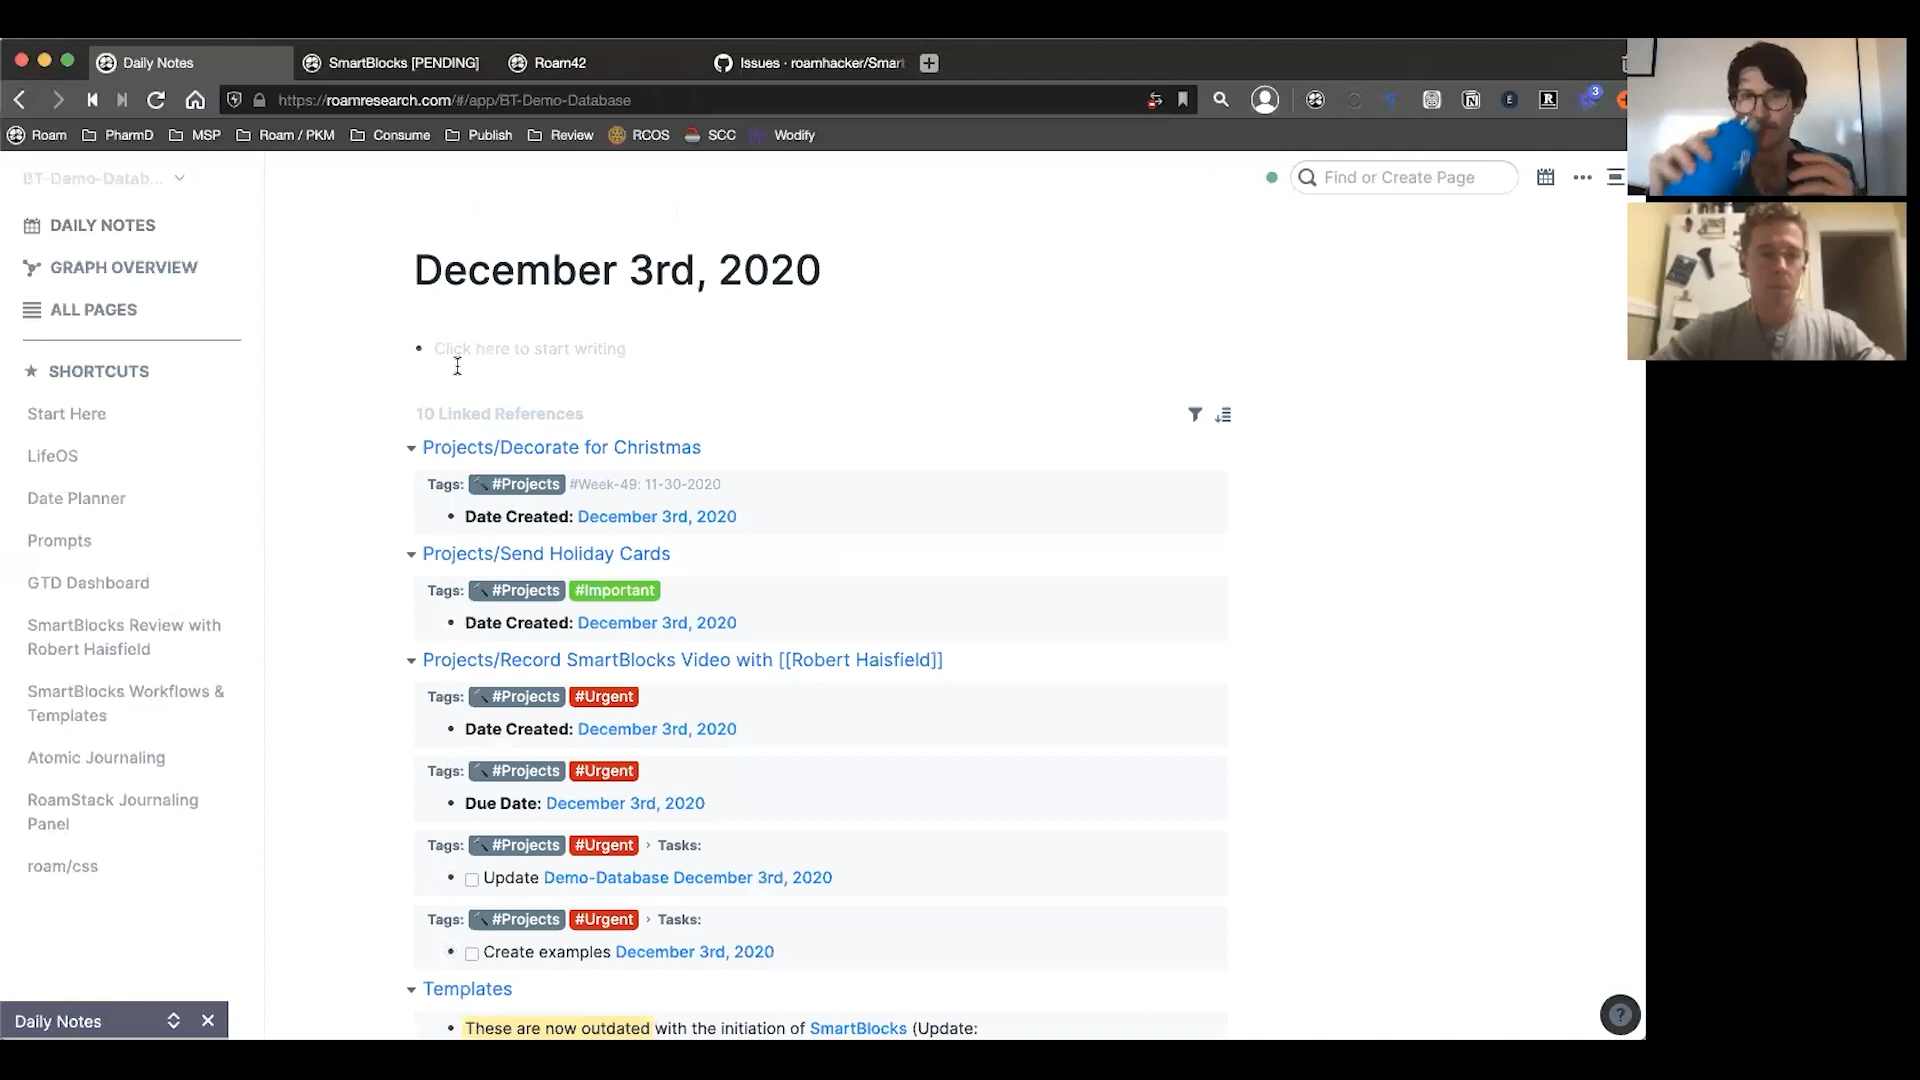 Daily Notes
SmartBlocks [PENDING]
Roam42
Issues · roamhacker/Smart
https://roamresearch.com/#/app/BT-Demo-Database
3
Roam
PharmD
MSP
Roam / PKM
Consume
Publish
Review
RCOS
SCC
Wodify
BT-Demo-Datab...
Find or Create Page
DAILY NOTES
GRAPH OVERVIEW
ALL PAGES
SHORTCUTS
Start Here
LifeOS
Date Planner
Prompts
GTD Dashboard
SmartBlocks Review with
Robert Haisfield
SmartBlocks Workflows &
Templates
Atomic Journaling
RoamStack Journaling
Panel
roam/css
Daily Notes
December 3rd, 2020
Click here to start writing
10 Linked References
Projects/Decorate for Christmas
Tags: #Projects #Week-49: 11-30-2020
Date Created: December 3rd, 2020
Projects/Send Holiday Cards
Tags: #Projects #Important
Date Created: December 3rd, 2020
Projects/Record SmartBlocks Video with [[Robert Haisfield]]
Tags: #Projects #Urgent
Date Created: December 3rd, 2020
Tags: #Projects #Urgent
Due Date: December 3rd, 2020
Tags: #Projects #Urgent › Tasks:
Update Demo-Database December 3rd, 2020
Tags: #Projects #Urgent › Tasks:
Create examples December 3rd, 2020
Templates
These are now outdated with the initiation of SmartBlocks (Update:
?